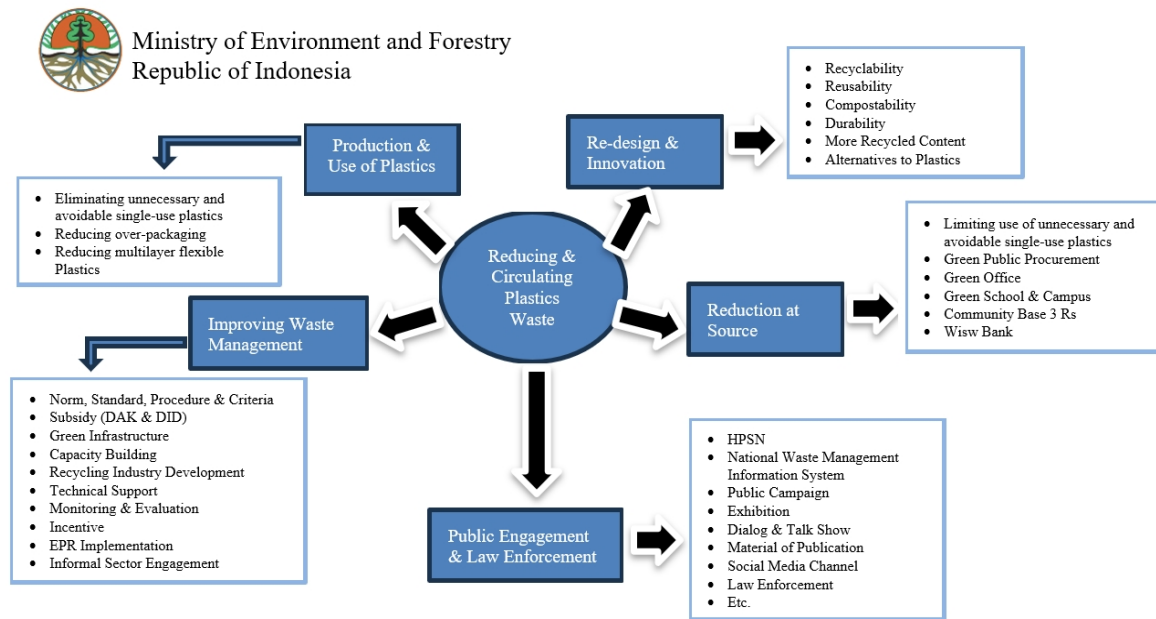 Ministry of Environment and Forestry
Republic of Indonesia
Production &
Use of Plastics
• Eliminating unnecessary and
avoidable single-use plastics
• Reducing over-packaging
• Reducing multilayer flexible
Plastics
Re-design &
Innovation
• Recyclability
• Reusability
• Compostability
• Durability
• More Recycled Content
• Alternatives to Plastics
Reducing &
Circulating
Plastics
Waste
Reduction at
Source
• Limiting use of unnecessary and
avoidable single-use plastics
• Green Public Procurement
• Green Office
• Green School & Campus
• Community Base 3 Rs
• Wisw Bank
Improving Waste
Management
• Norm, Standard, Procedure & Criteria
• Subsidy (DAK & DID)
• Green Infrastructure
• Capacity Building
• Recycling Industry Development
• Technical Support
• Monitoring & Evaluation
• Incentive
• EPR Implementation
• Informal Sector Engagement
Public Engagement
& Law Enforcement
• HPSN
• National Waste Management
Information System
• Public Campaign
• Exhibition
• Dialog & Talk Show
• Material of Publication
• Social Media Channel
• Law Enforcement
• Etc.